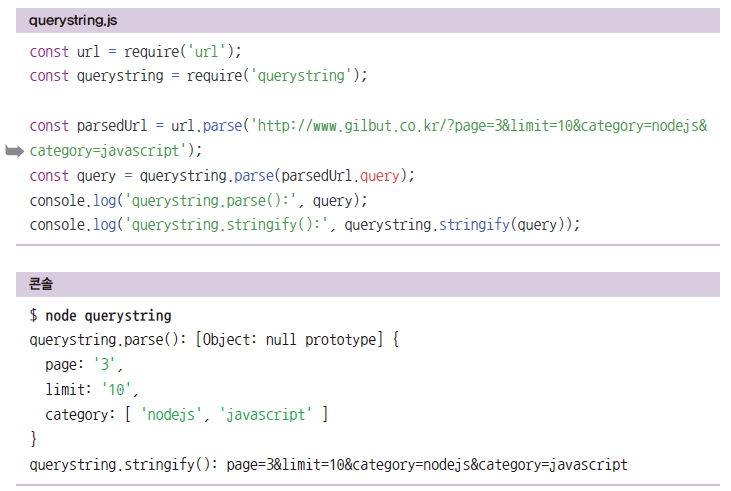 querystring.js
const url = require('url');
const querystring = require('querystring');
const parsedUrl = url.parse('http://www.gilbut.co.kr/?page=3&limit=10&category=nodejs&
category=javascript');
const query = querystring.parse(parsedUrl.query);
console.log('querystring.parse():', query);
console.log('querystring.stringify():', querystring.stringify(query));
콘솔
$ node querystring
querystring.parse(): [Object: null prototype] {
  page: '3',
  limit: '10',
  category: [ 'nodejs', 'javascript' ]
}
querystring.stringify(): page=3&limit=10&category=nodejs&category=javascript